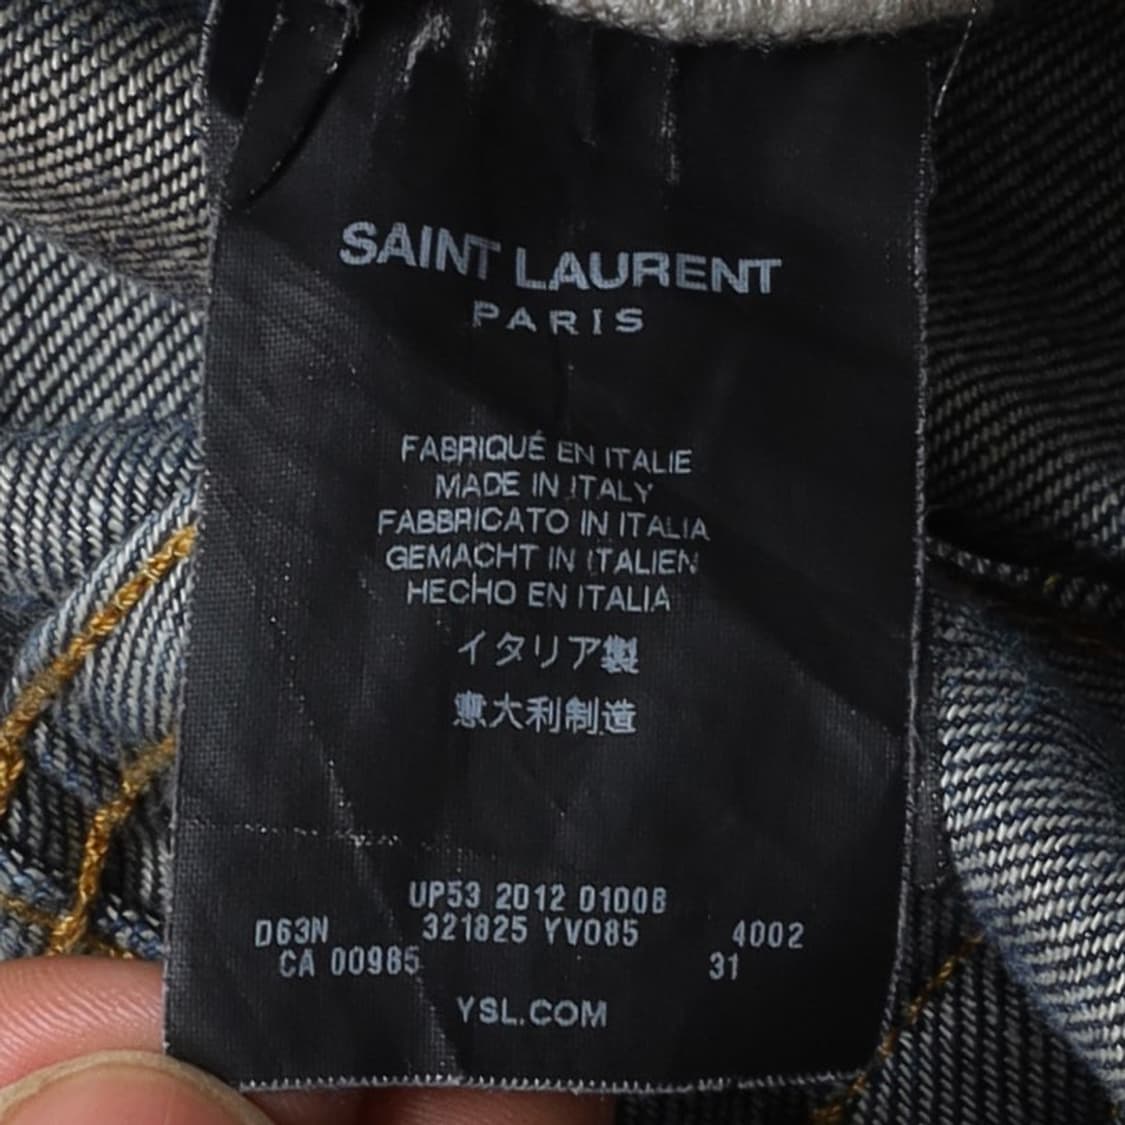 SAINT LAURENT
PARIS
FABRIQUÉ EN ITALIE
MADE IN ITALY
FABBRICATO IN ITALIA
GEMACHT IN ITALIEN
HECHO EN ITALIA
イタリア製
意大利制造
UP53 2012 0100B
D63N 321825 YV085 4002
CA 00985 31
YSL.COM